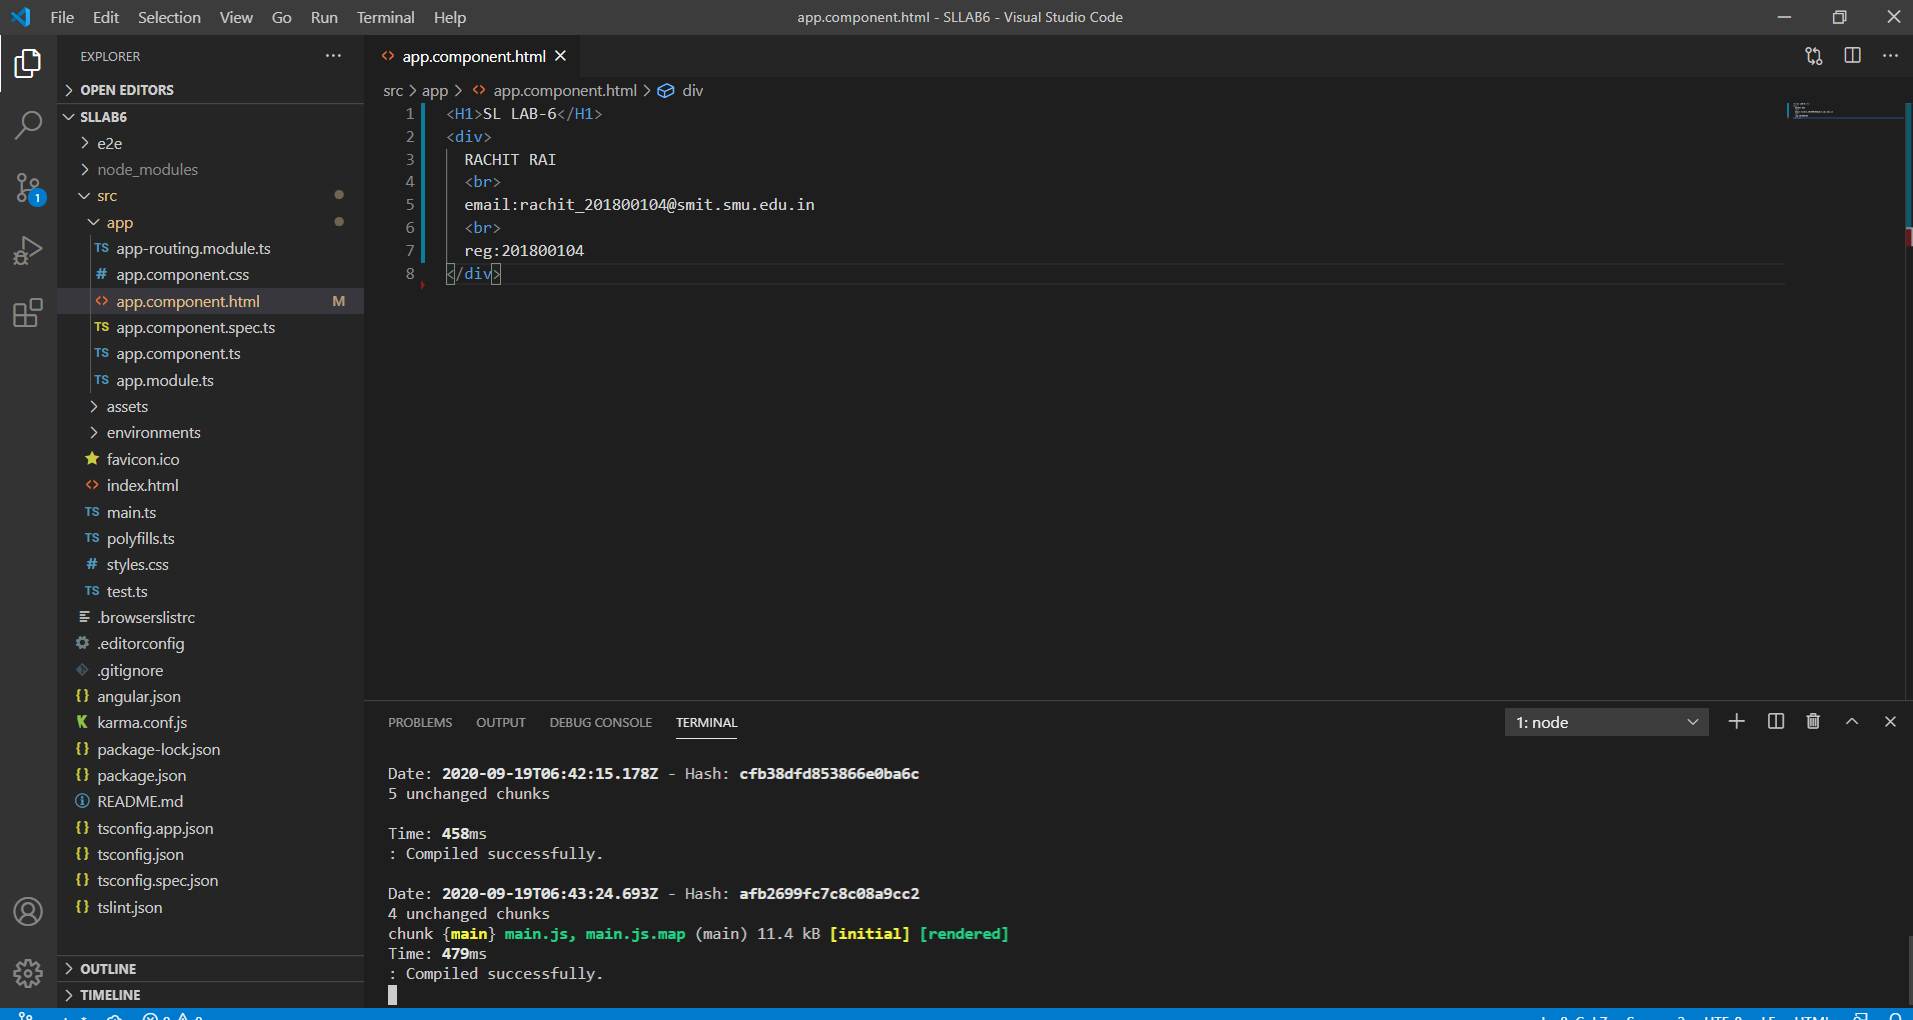 File Edit Selection View Go Run Terminal Help
app.component.html - SLLAB6 - Visual Studio Code
EXPLORER
OPEN EDITORS
SLLAB6
e2e
node_modules
src
app
TS app-routing.module.ts
# app.component.css
<> app.component.html M
TS app.component.spec.ts
TS app.component.ts
TS app.module.ts
assets
environments
favicon.ico
<> index.html
TS main.ts
TS polyfills.ts
# styles.css
TS test.ts
.browserslistrc
.editorconfig
.gitignore
{} angular.json
K karma.conf.js
{} package-lock.json
{} package.json
README.md
{} tsconfig.app.json
{} tsconfig.json
{} tsconfig.spec.json
{} tslint.json
OUTLINE
TIMELINE
1
<> app.component.html
src > app > <> app.component.html > div
1 <H1>SL LAB-6</H1>
2 <div>
3 RACHIT RAI
4 <br>
5 email:rachit_201800104@smit.smu.edu.in
6 <br>
7 reg:201800104
8 </div>
PROBLEMS OUTPUT DEBUG CONSOLE TERMINAL
1: node
Date: 2020-09-19T06:42:15.178Z - Hash: cfb38dfd853866e0ba6c
5 unchanged chunks
Time: 458ms
: Compiled successfully.
Date: 2020-09-19T06:43:24.693Z - Hash: afb2699fc7c8c08a9cc2
4 unchanged chunks
chunk {main} main.js, main.js.map (main) 11.4 kB [initial] [rendered]
Time: 479ms
: Compiled successfully.